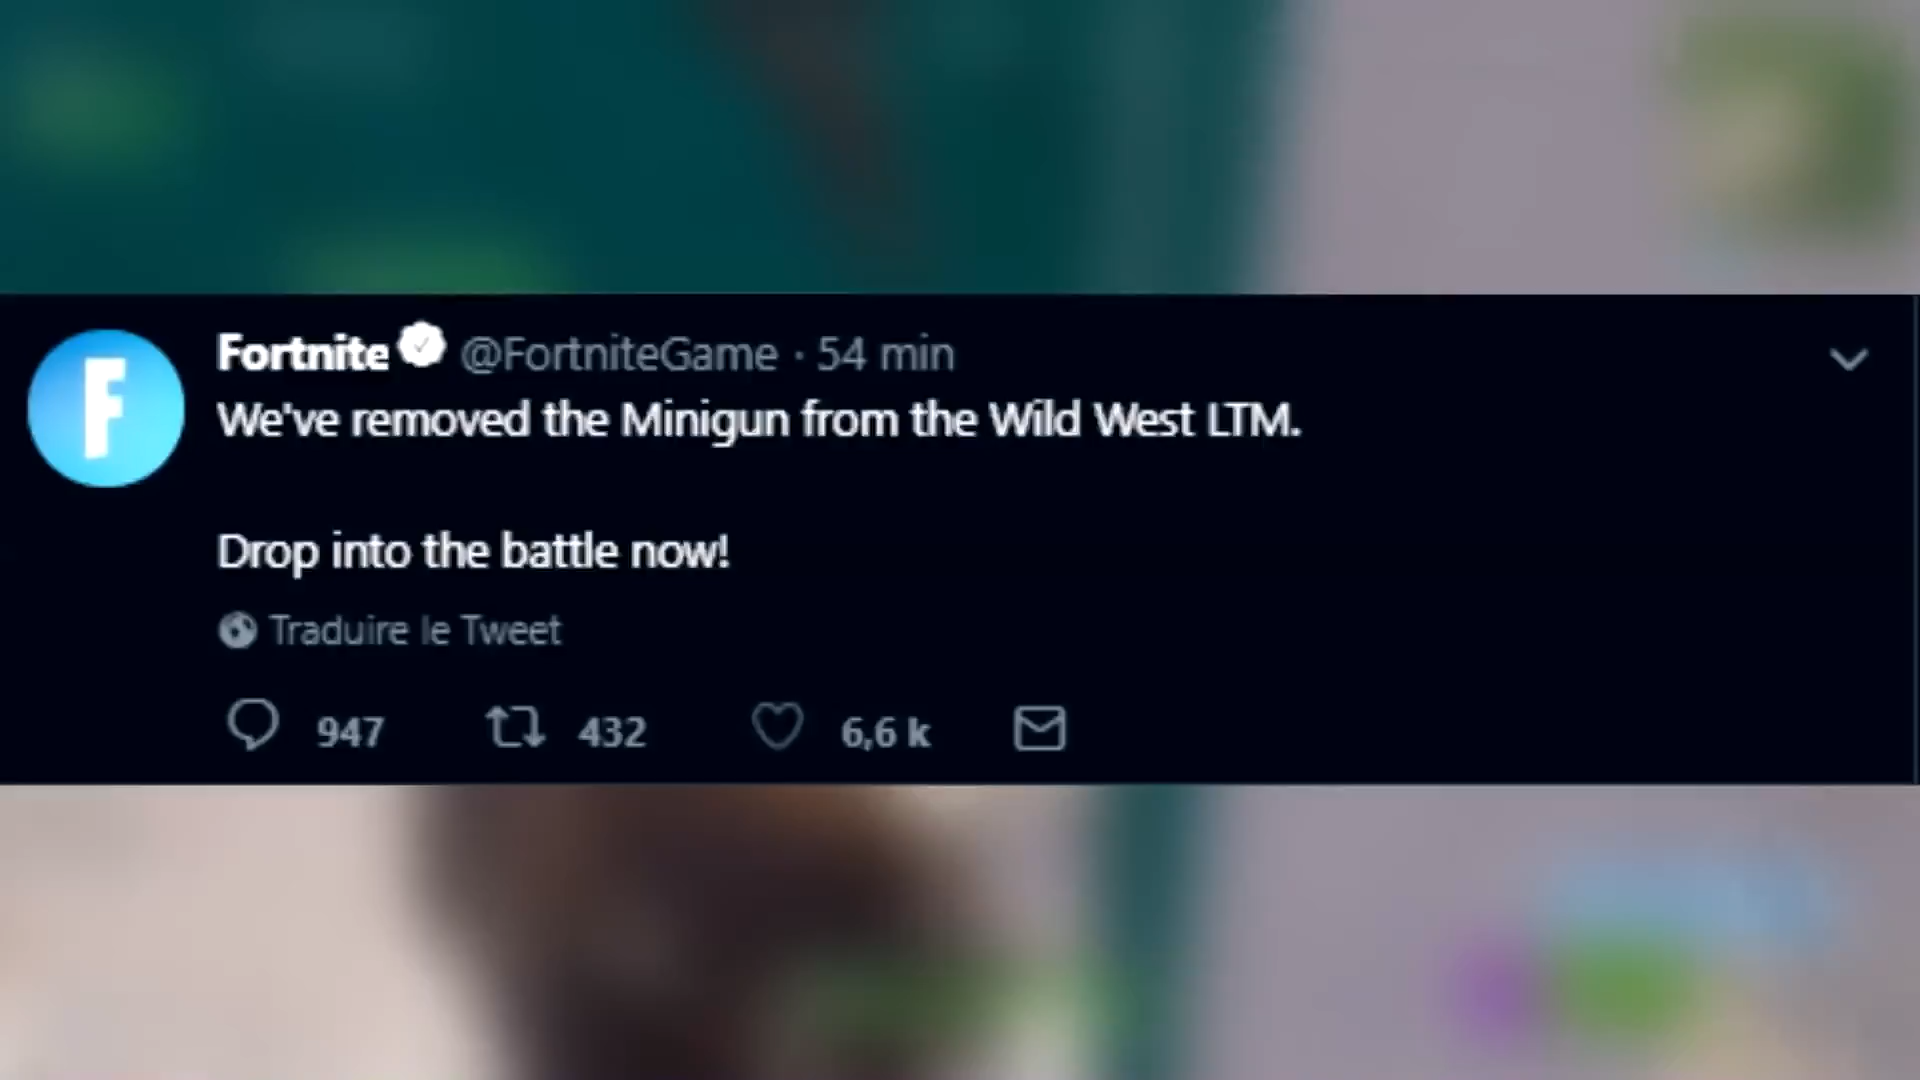 Fortnite @FortniteGame · 54 min
We've removed the Minigun from the Wild West LTM.
Drop into the battle now!
Traduire le Tweet
947 432 6,6 k